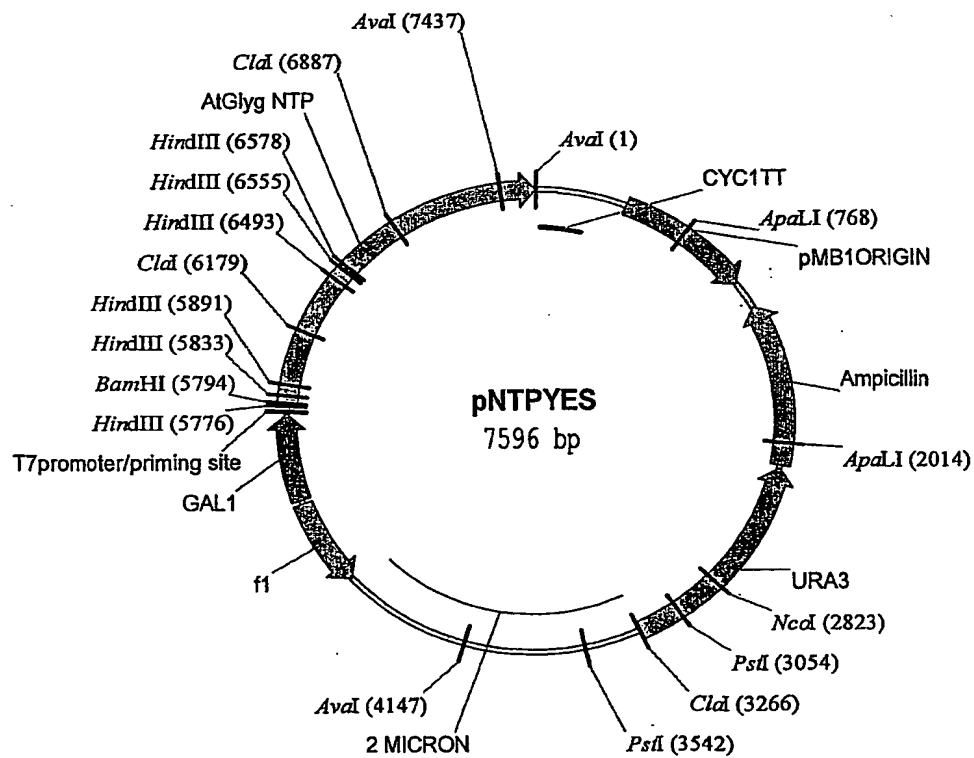 AvaI (7437)
ClaI (6887)
AtGlyg NTP
HindIII (6578)
HindIII (6555)
HindIII (6493)
ClaI (6179)
HindIII (5891)
HindIII (5833)
BamHI (5794)
HindIII (5776)
T7promoter/priming site
GAL1
f1
AvaI (1)
CYC1TT
ApaLI (768)
pMB1ORIGIN
Ampicillin
ApaLI (2014)
URA3
NcoI (2823)
PstI (3054)
ClaI (3266)
PstI (3542)
2 MICRON
AvaI (4147)
pNTPYES
7596 bp